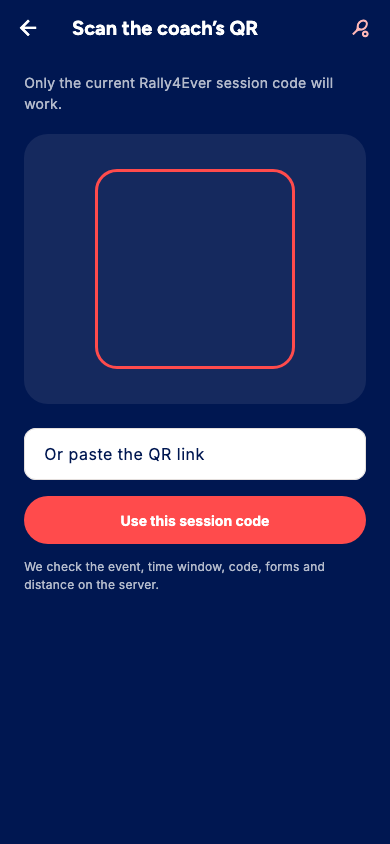 Scan the coach’s QR
Only the current Rally4Ever session code will
work.
Or paste the QR link
Use this session code
We check the event, time window, code, forms and
distance on the server.